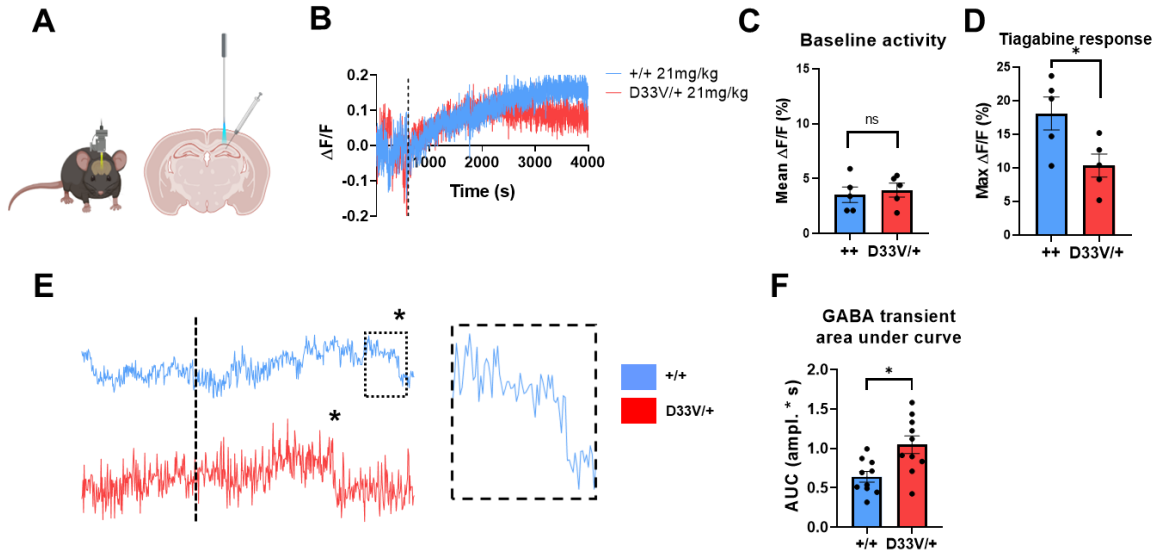 A
B
0.2
0.1
0.0
-0.1
-0.2
ΔF/F
1000 2000 3000 4000
Time (s)
+/+ 21mg/kg
D33V/+ 21mg/kg
C
Baseline activity
15
10
5
0
Mean ΔF/F (%)
ns
++ D33V/+
D
Tiagabine response
*
25
20
15
10
5
0
Max ΔF/F (%)
++ D33V/+
E
*
*
+/+
D33V/+
F
GABA transient
area under curve
*
2.0
1.5
1.0
0.5
0.0
AUC (ampl. * s)
+/+ D33V/+